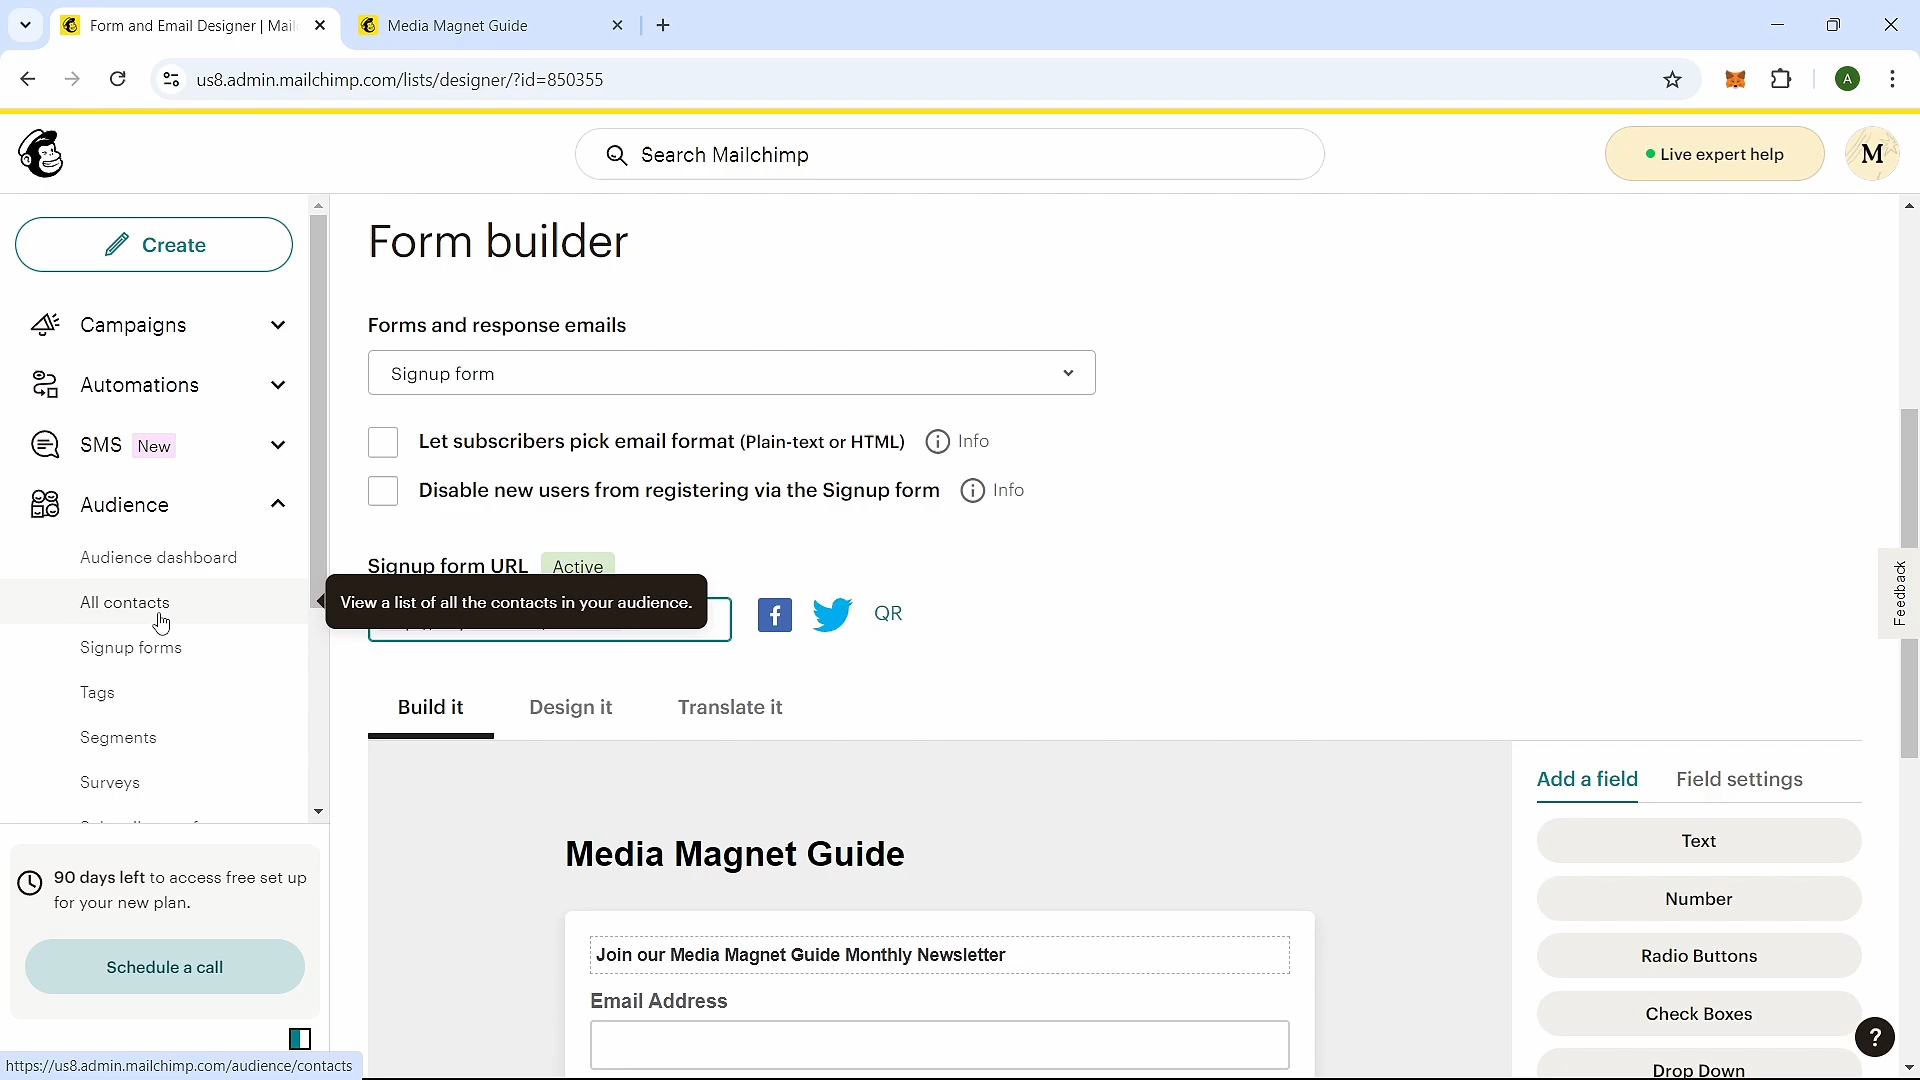 Form and Email Designer | Mail
Media Magnet Guide
us8.admin.mailchimp.com/lists/designer/?id=850355
A
Search Mailchimp
Live expert help
M
Create
Campaigns
Automations
SMS New
Audience
Audience dashboard
All contacts
Signup forms
Tags
Segments
Surveys
90 days left to access free set up
for your new plan.
Schedule a call
https://us8.admin.mailchimp.com/audience/contacts
Form builder
Forms and response emails
Signup form
Let subscribers pick email format (Plain-text or HTML) Info
Disable new users from registering via the Signup form Info
Signup form URL Active
View a list of all the contacts in your audience.
QR
Build it Design it Translate it
Media Magnet Guide
Join our Media Magnet Guide Monthly Newsletter
Email Address
Add a field Field settings
Text
Number
Radio Buttons
Check Boxes
Drop Down
Feedback
?